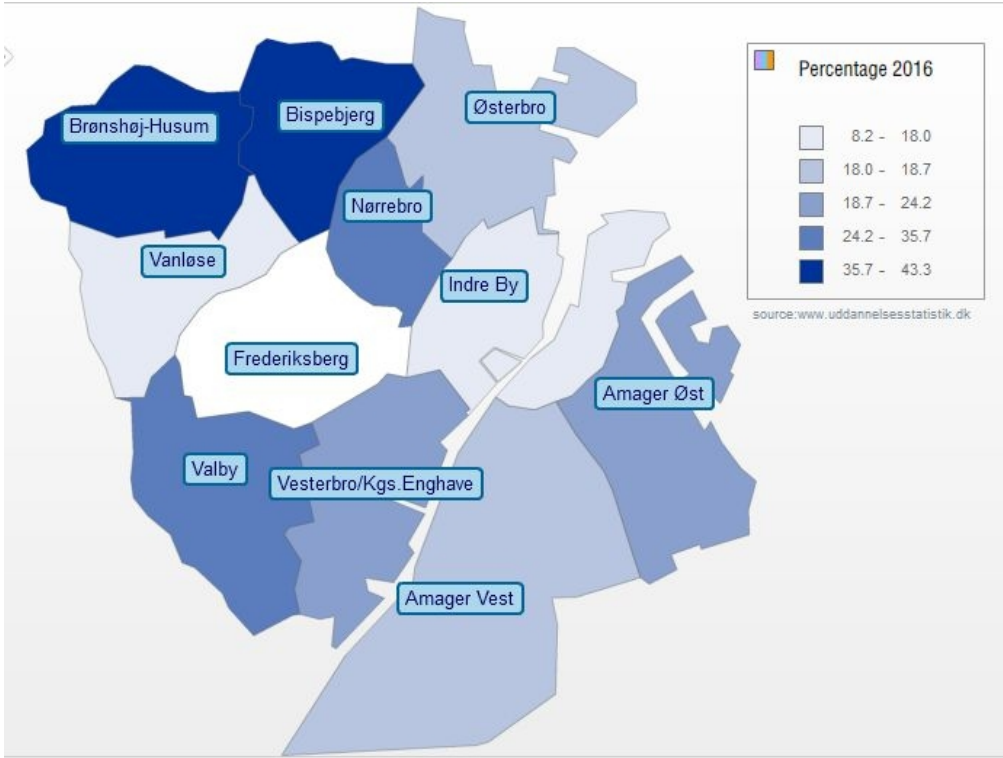 Percentage 2016
8.2 - 18.0
18.0 - 18.7
18.7 - 24.2
24.2 - 35.7
35.7 - 43.3
source:www.uddannelsesstatistik.dk
Østerbro
Bispebjerg
Brønshøj-Husum
Nørrebro
Vanløse
Indre By
Frederiksberg
Amager Øst
Valby
Vesterbro/Kgs.Enghave
Amager Vest